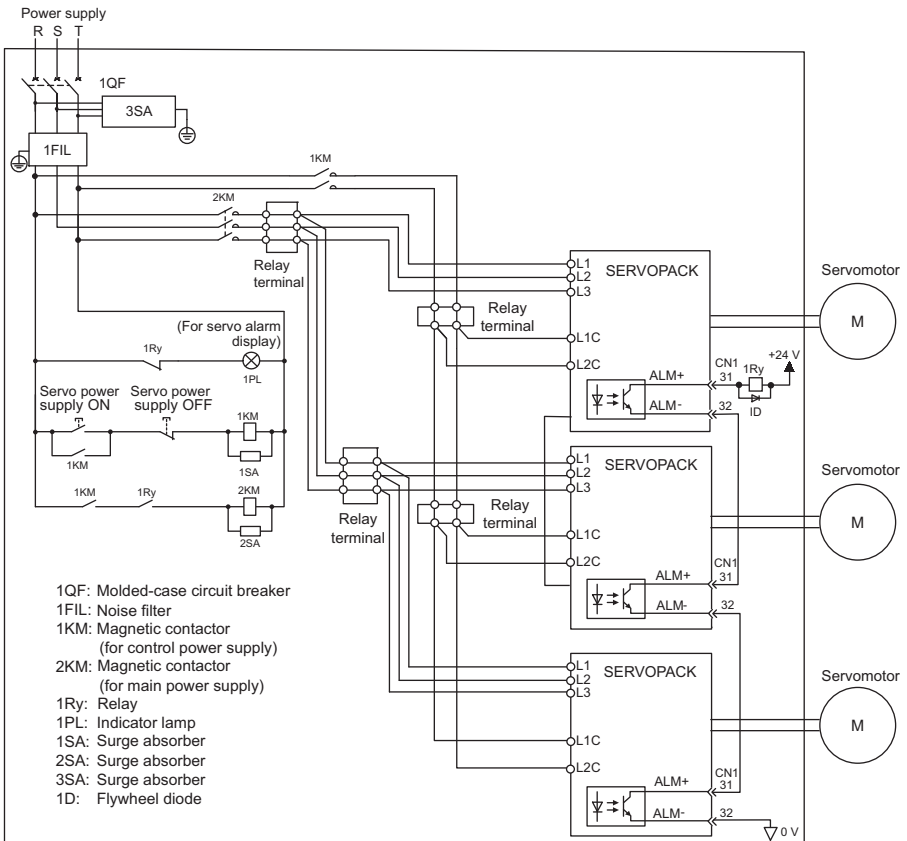 Power supply
R S T
1QF
3SA
1FIL
1KM
2KM
Relay
terminal
SERVOPACK
L1
L2
L3
L1C
L2C
Servomotor
M
Relay
terminal
(For servo alarm
display)
1Ry
1PL
ALM+
ALM-
CN1
31
32
1Ry
+24 V
ID
Servo power
supply ON
Servo power
supply OFF
1KM
1KM
1SA
1KM
1Ry
2KM
2SA
Relay
terminal
Relay
terminal
L1
L2
L3
SERVOPACK
L1C
L2C
Servomotor
M
ALM+
ALM-
CN1
31
32
L1
L2
L3
SERVOPACK
L1C
L2C
Servomotor
M
ALM+
ALM-
CN1
31
32
0 V
1QF: Molded-case circuit breaker
1FIL: Noise filter
1KM: Magnetic contactor
(for control power supply)
2KM: Magnetic contactor
(for main power supply)
1Ry: Relay
1PL: Indicator lamp
1SA: Surge absorber
2SA: Surge absorber
3SA: Surge absorber
1D: Flywheel diode